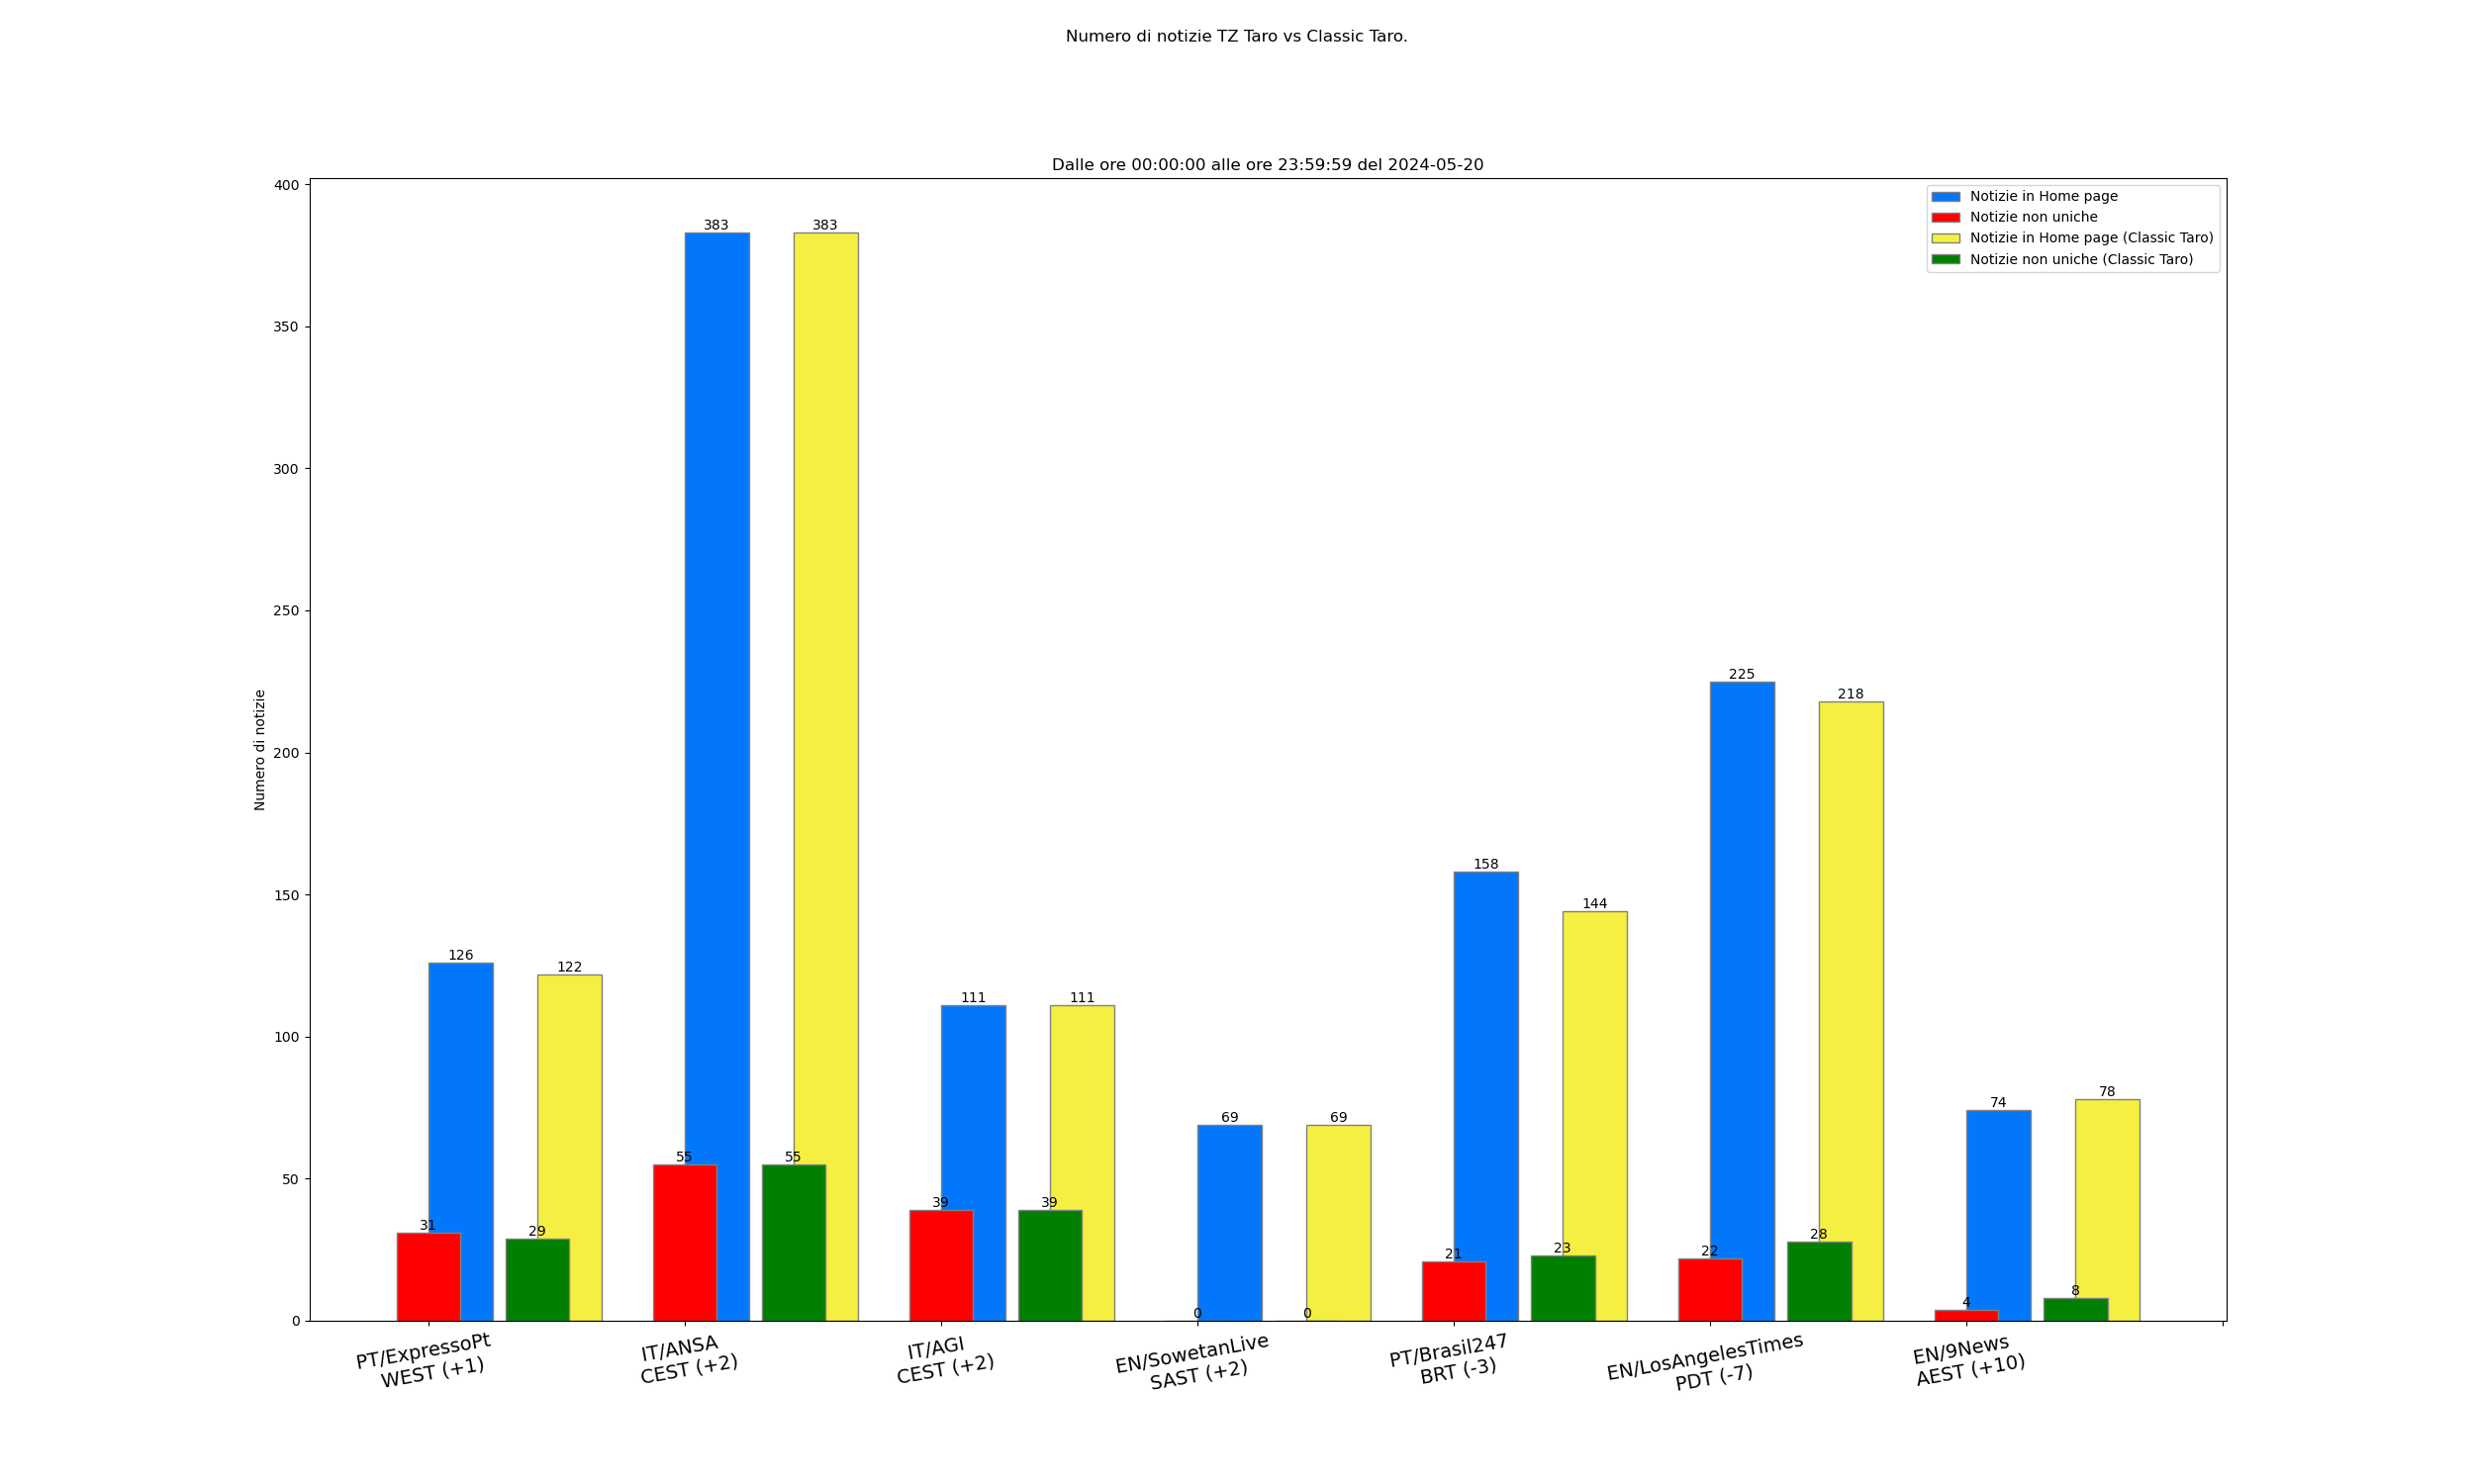 Numero di notizie TZ Taro vs Classic Taro.
Dalle ore 00:00:00 alle ore 23:59:59 del 2024-05-20
Notizie in Home page
Notizie non uniche
Notizie in Home page (Classic Taro)
Notizie non uniche (Classic Taro)
Numero di notizie
400
350
300
250
200
150
100
50
0
126
122
31
29
383
383
55
55
111
111
39
39
69
69
0
0
158
144
21
23
225
218
22
28
74
78
4
8
PT/ExpressoPt
WEST (+1)
IT/ANSA
CEST (+2)
IT/AGI
CEST (+2)
EN/SowetanLive
SAST (+2)
PT/Brasil247
BRT (-3)
EN/LosAngelesTimes
PDT (-7)
EN/9News
AEST (+10)